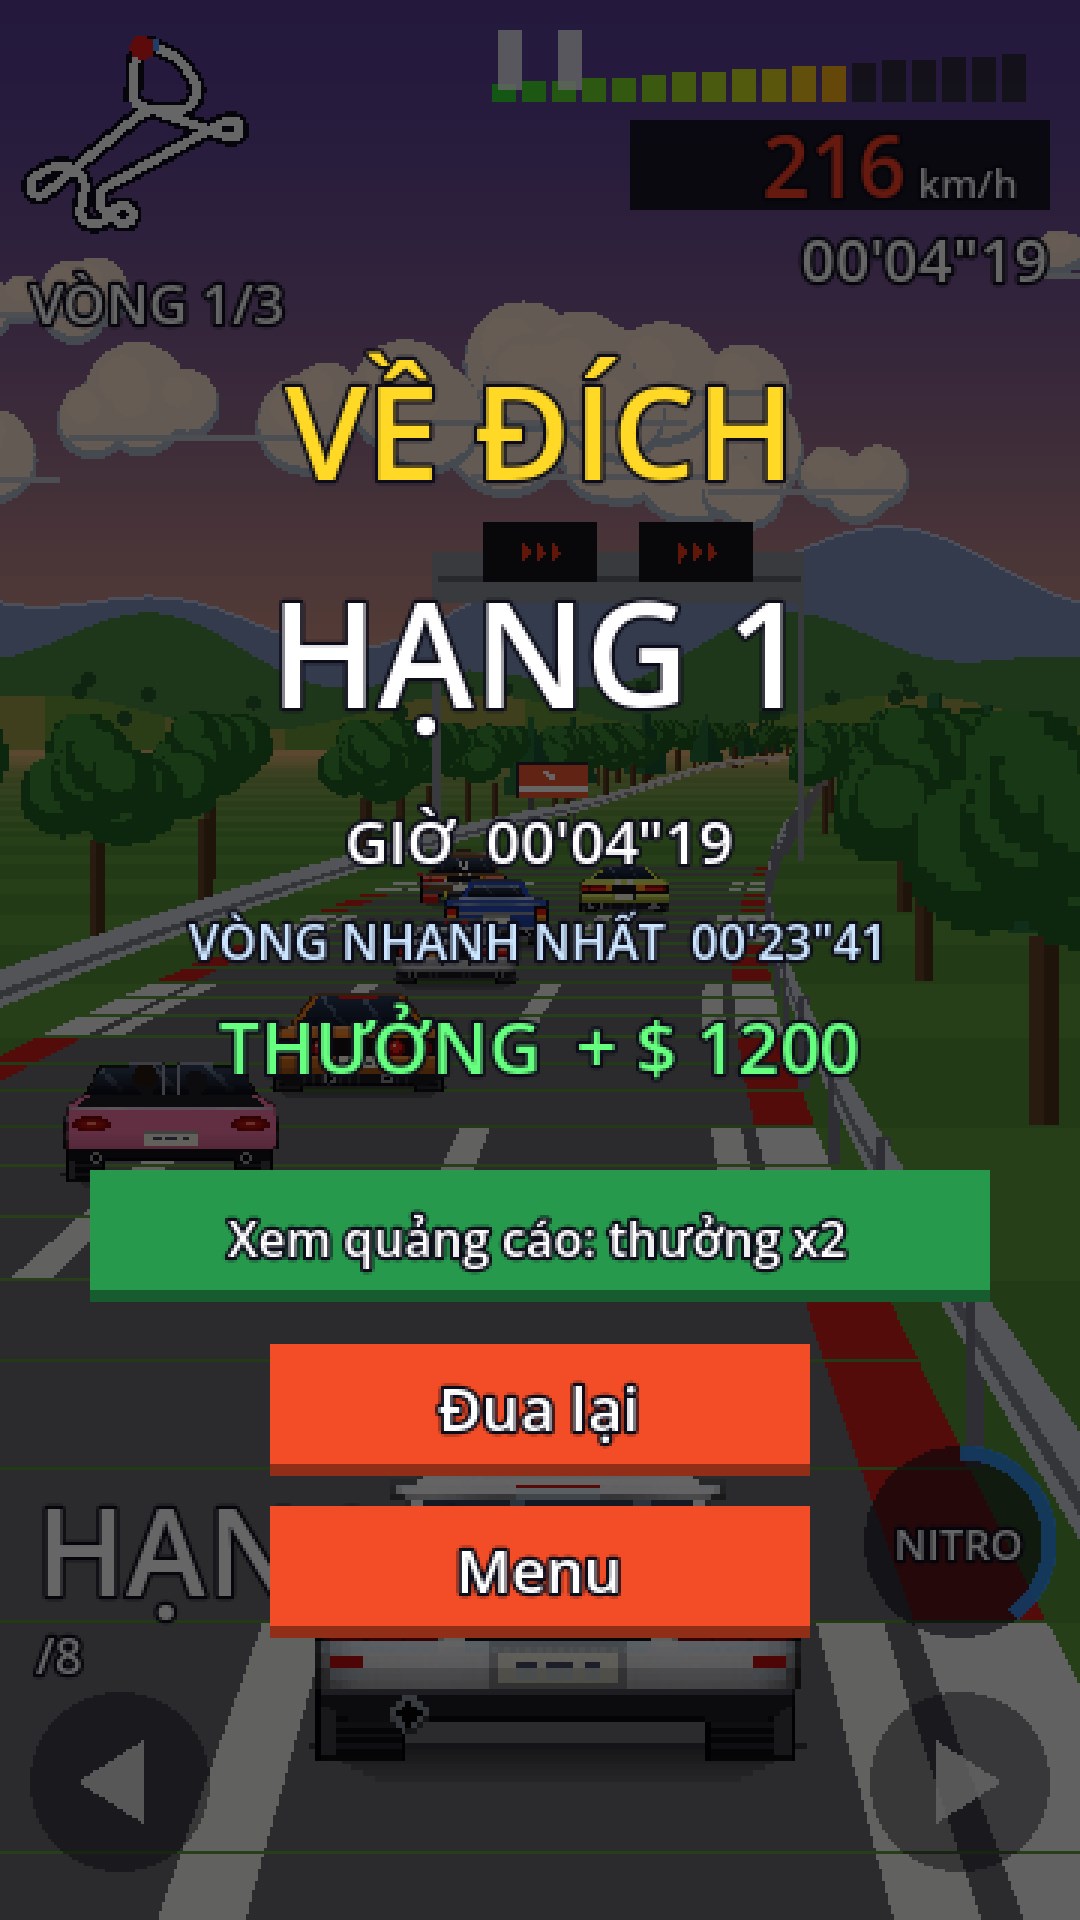 216 km/h
00'04"19
VÒNG 1/3
VỀ ĐÍCH
HẠNG 1
GIỜ 00'04"19
VÒNG NHANH NHẤT 00'23"41
THƯỞNG + $ 1200
Xem quảng cáo: thưởng x2
Đua lại
HẠN
NITRO
Menu
/8